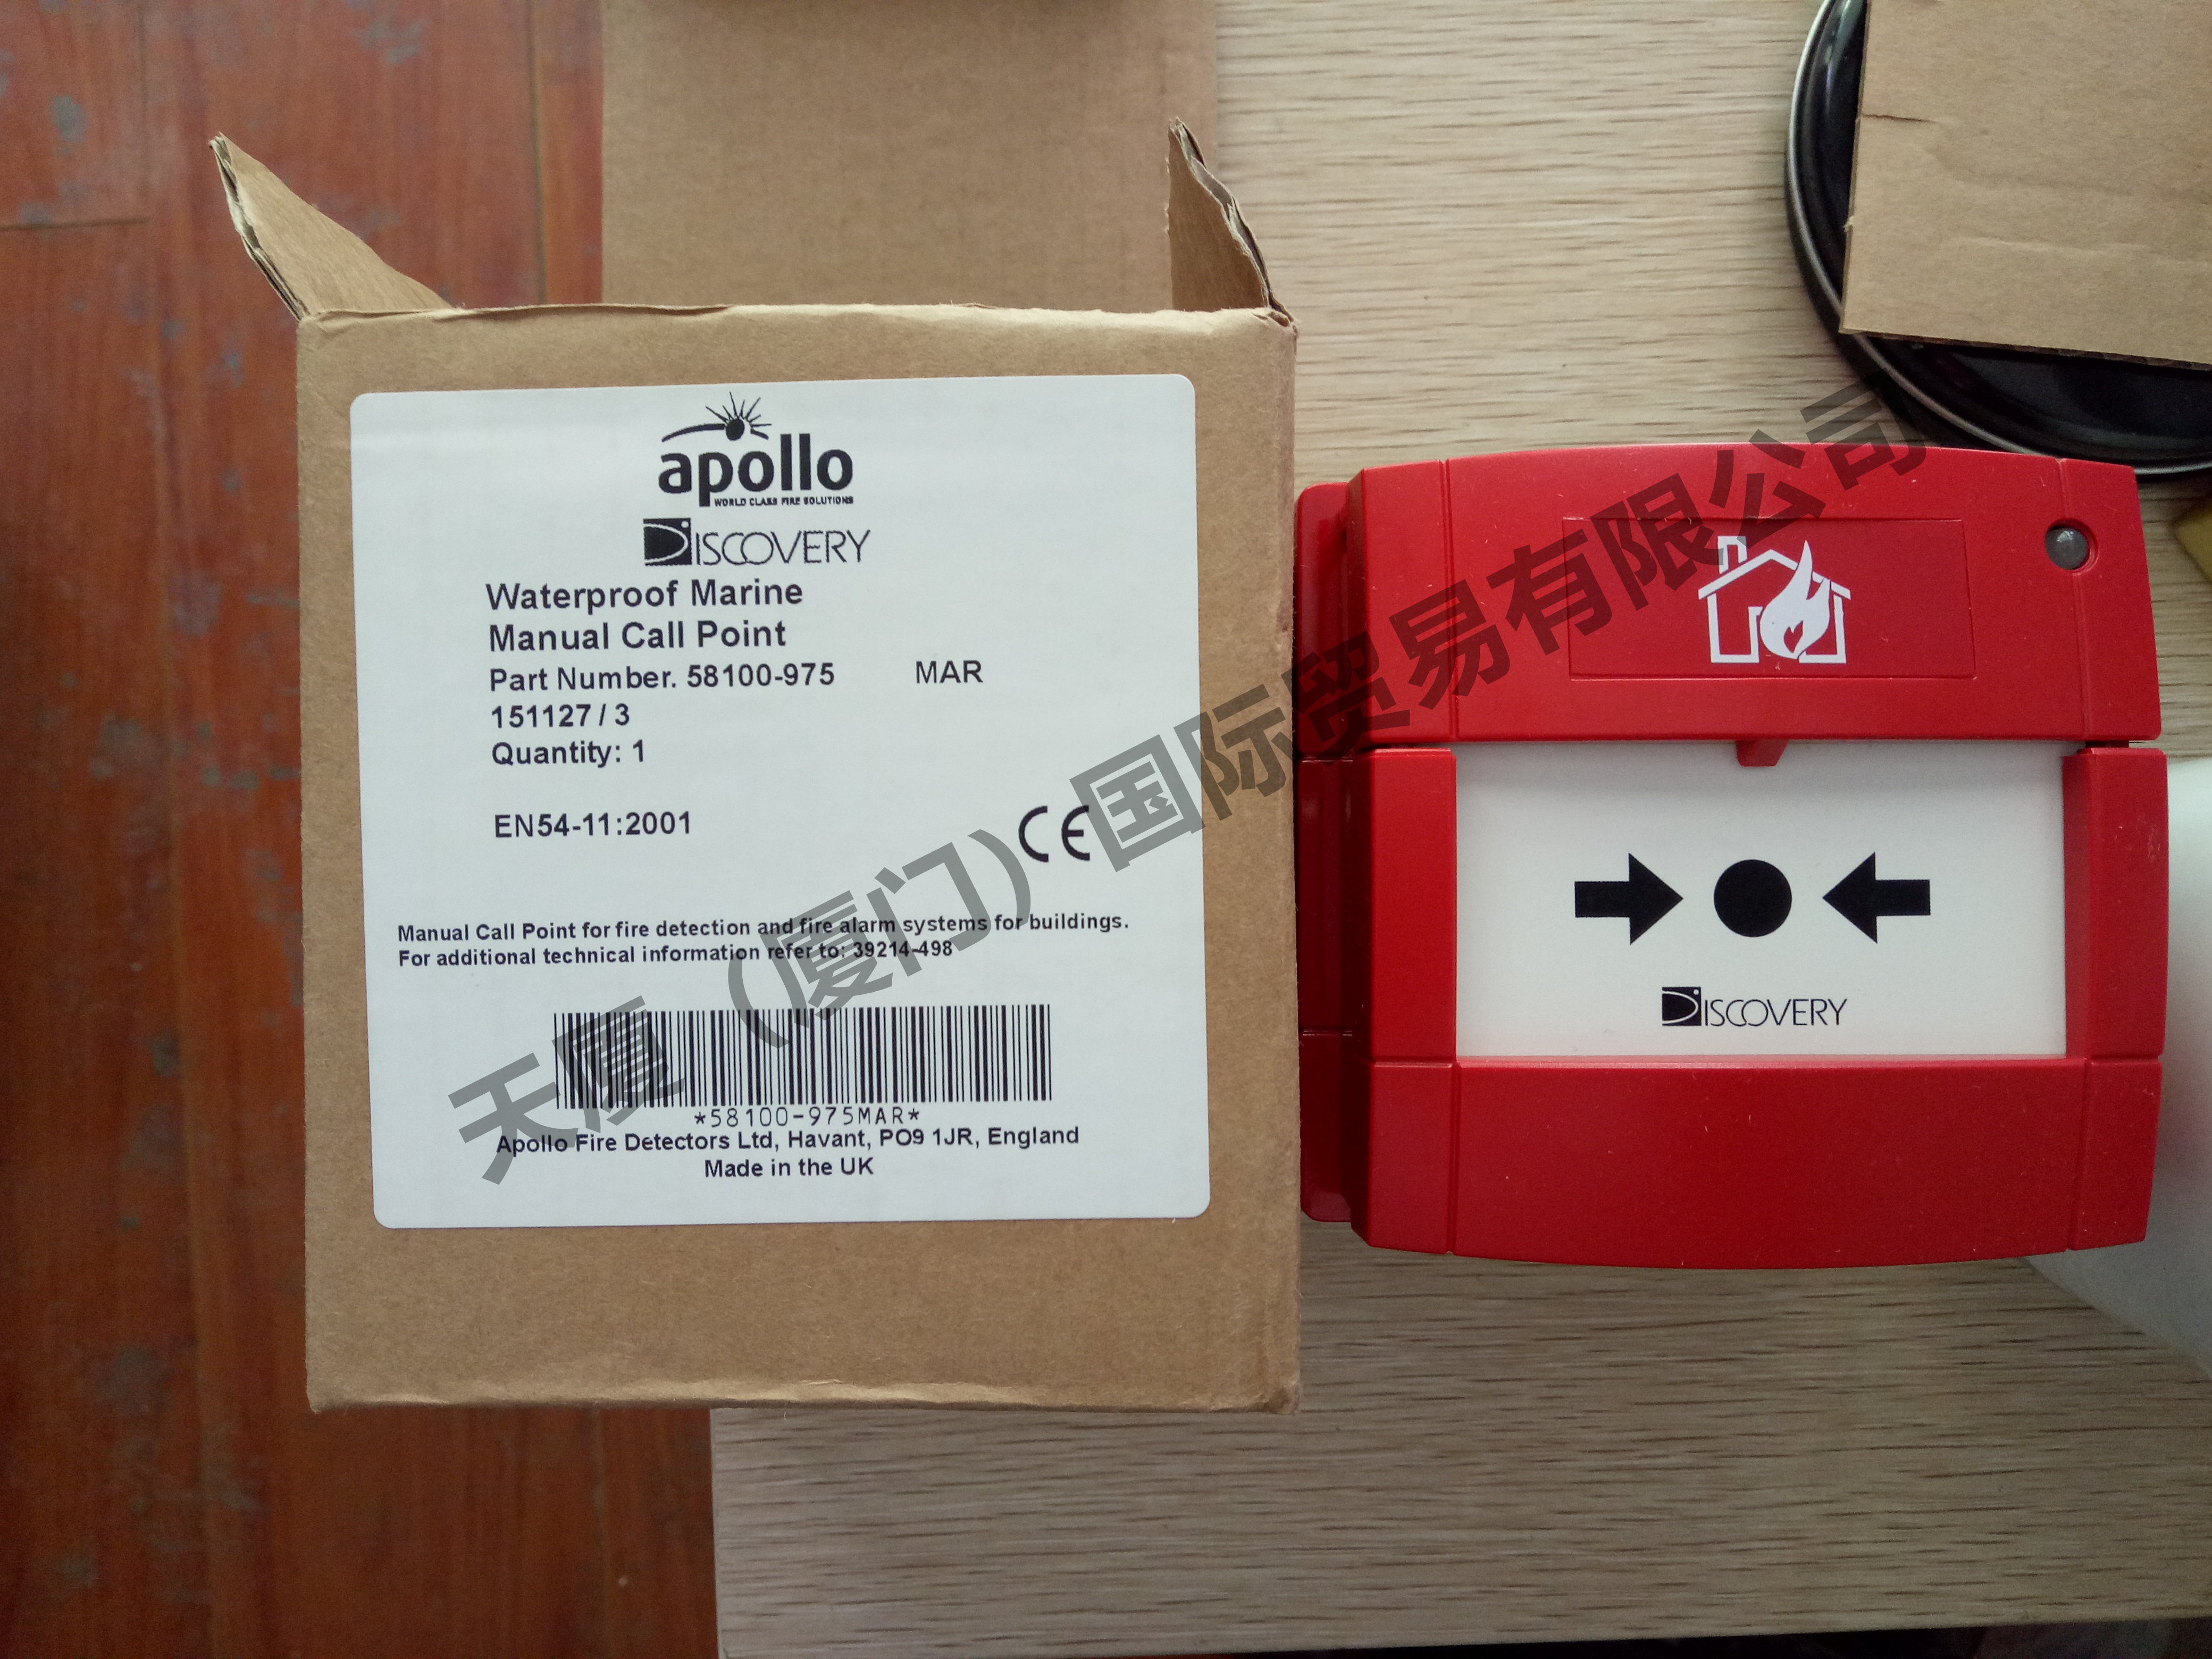 apollo
WORLD CLASS FIRE SOLUTIONS
DISCOVERY
Waterproof Marine
Manual Call Point
Part Number. 58100-975 MAR
151127 / 3
Quantity: 1
EN54-11:2001 CE
Manual Call Point for fire detection and fire alarm systems for buildings.
For additional technical information refer to: 39214-498
*58100-975MAR*
Apollo Fire Detectors Ltd, Havant, PO9 1JR, England
Made in the UK
DISCOVERY
天厦（厦门）国际贸易有限公司